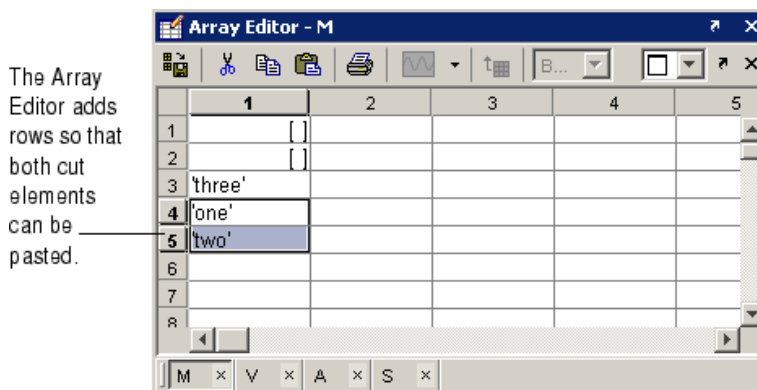 The Array
Editor adds
rows so that
both cut
elements
can be
pasted.
Array Editor - M
B...
1 2 3 4 5
1 [ ]
2 [ ]
3 'three'
4 'one'
5 'two'
6
7
8
M × V × A × S ×